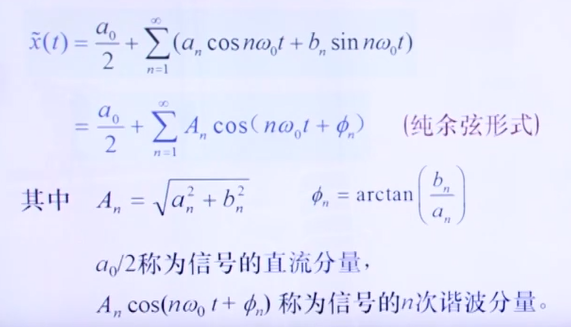 x̃(t) = a₀/2 + ∑_{n=1}^{∞} (aₙ cos nω₀t + bₙ sin nω₀t)
= a₀/2 + ∑_{n=1}^{∞} Aₙ cos( nω₀t + ϕₙ ) (纯余弦形式)
其中 Aₙ = √(aₙ² + bₙ²) ϕₙ = arctan(bₙ/aₙ)
a₀/2称为信号的直流分量，
Aₙ cos(nω₀ t + ϕₙ) 称为信号的n次谐波分量。